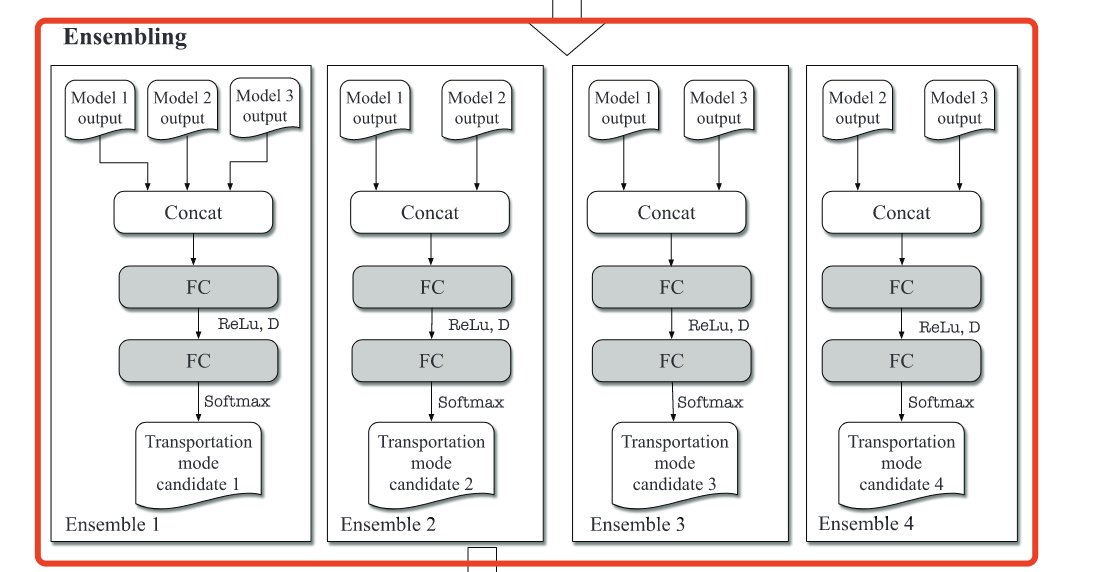 Ensembling
Model 1
output
Model 2
output
Model 3
output
Concat
FC
ReLu, D
FC
Softmax
Transportation
mode
candidate 1
Ensemble 1
Model 1
output
Model 2
output
Concat
FC
ReLu, D
FC
Softmax
Transportation
mode
candidate 2
Ensemble 2
Model 1
output
Model 3
output
Concat
FC
ReLu, D
FC
Softmax
Transportation
mode
candidate 3
Ensemble 3
Model 2
output
Model 3
output
Concat
FC
ReLu, D
FC
Softmax
Transportation
mode
candidate 4
Ensemble 4